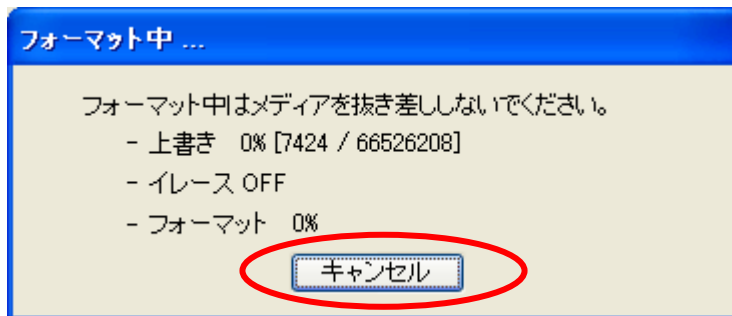 フォーマット中 ...
フォーマット中はメディアを抜き差ししないでください。
- 上書き 0% [7424 / 66526208]
- イレース OFF
- フォーマット 0%
キャンセル